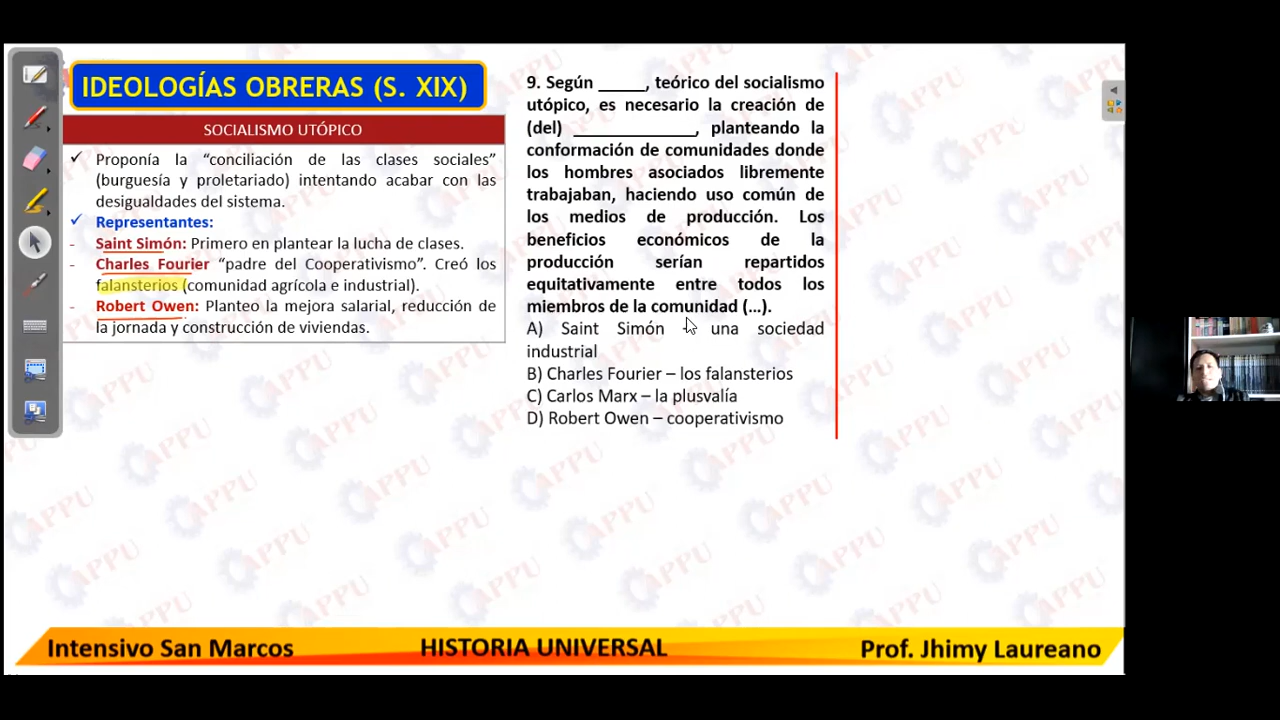 IDEOLOGÍAS OBRERAS (S. XIX)
SOCIALISMO UTÓPICO
✓ Proponía la “conciliación de las clases sociales”
(burguesía y proletariado) intentando acabar con las
desigualdades del sistema.
✓ Representantes:
- Saint Simón: Primero en plantear la lucha de clases.
- Charles Fourier “padre del Cooperativismo”. Creó los
falansterios (comunidad agrícola e industrial).
- Robert Owen: Planteo la mejora salarial, reducción de
la jornada y construcción de viviendas.
9. Según _____, teórico del socialismo
utópico, es necesario la creación de
(del) _____________, planteando la
conformación de comunidades donde
los hombres asociados libremente
trabajaban, haciendo uso común de
los medios de producción. Los
beneficios económicos de la
producción serían repartidos
equitativamente entre todos los
miembros de la comunidad (...).
A) Saint Simón – una sociedad
industrial
B) Charles Fourier – los falansterios
C) Carlos Marx – la plusvalía
D) Robert Owen – cooperativismo
APPU
Intensivo San Marcos
HISTORIA UNIVERSAL
Prof. Jhimy Laureano